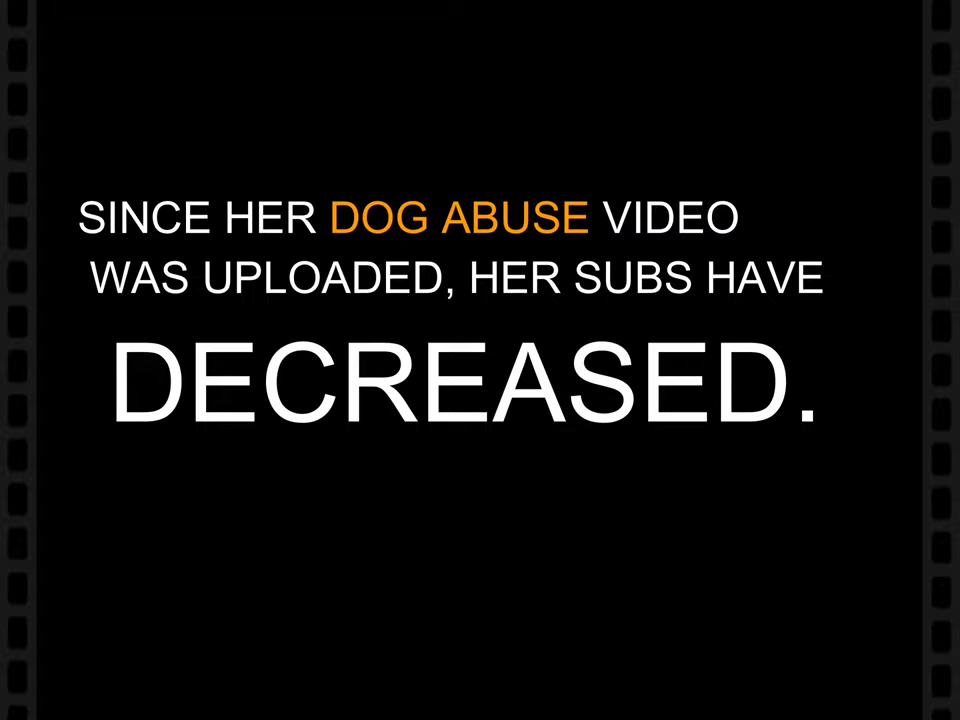 SINCE HER DOG ABUSE VIDEO
WAS UPLOADED, HER SUBS HAVE
DECREASED.